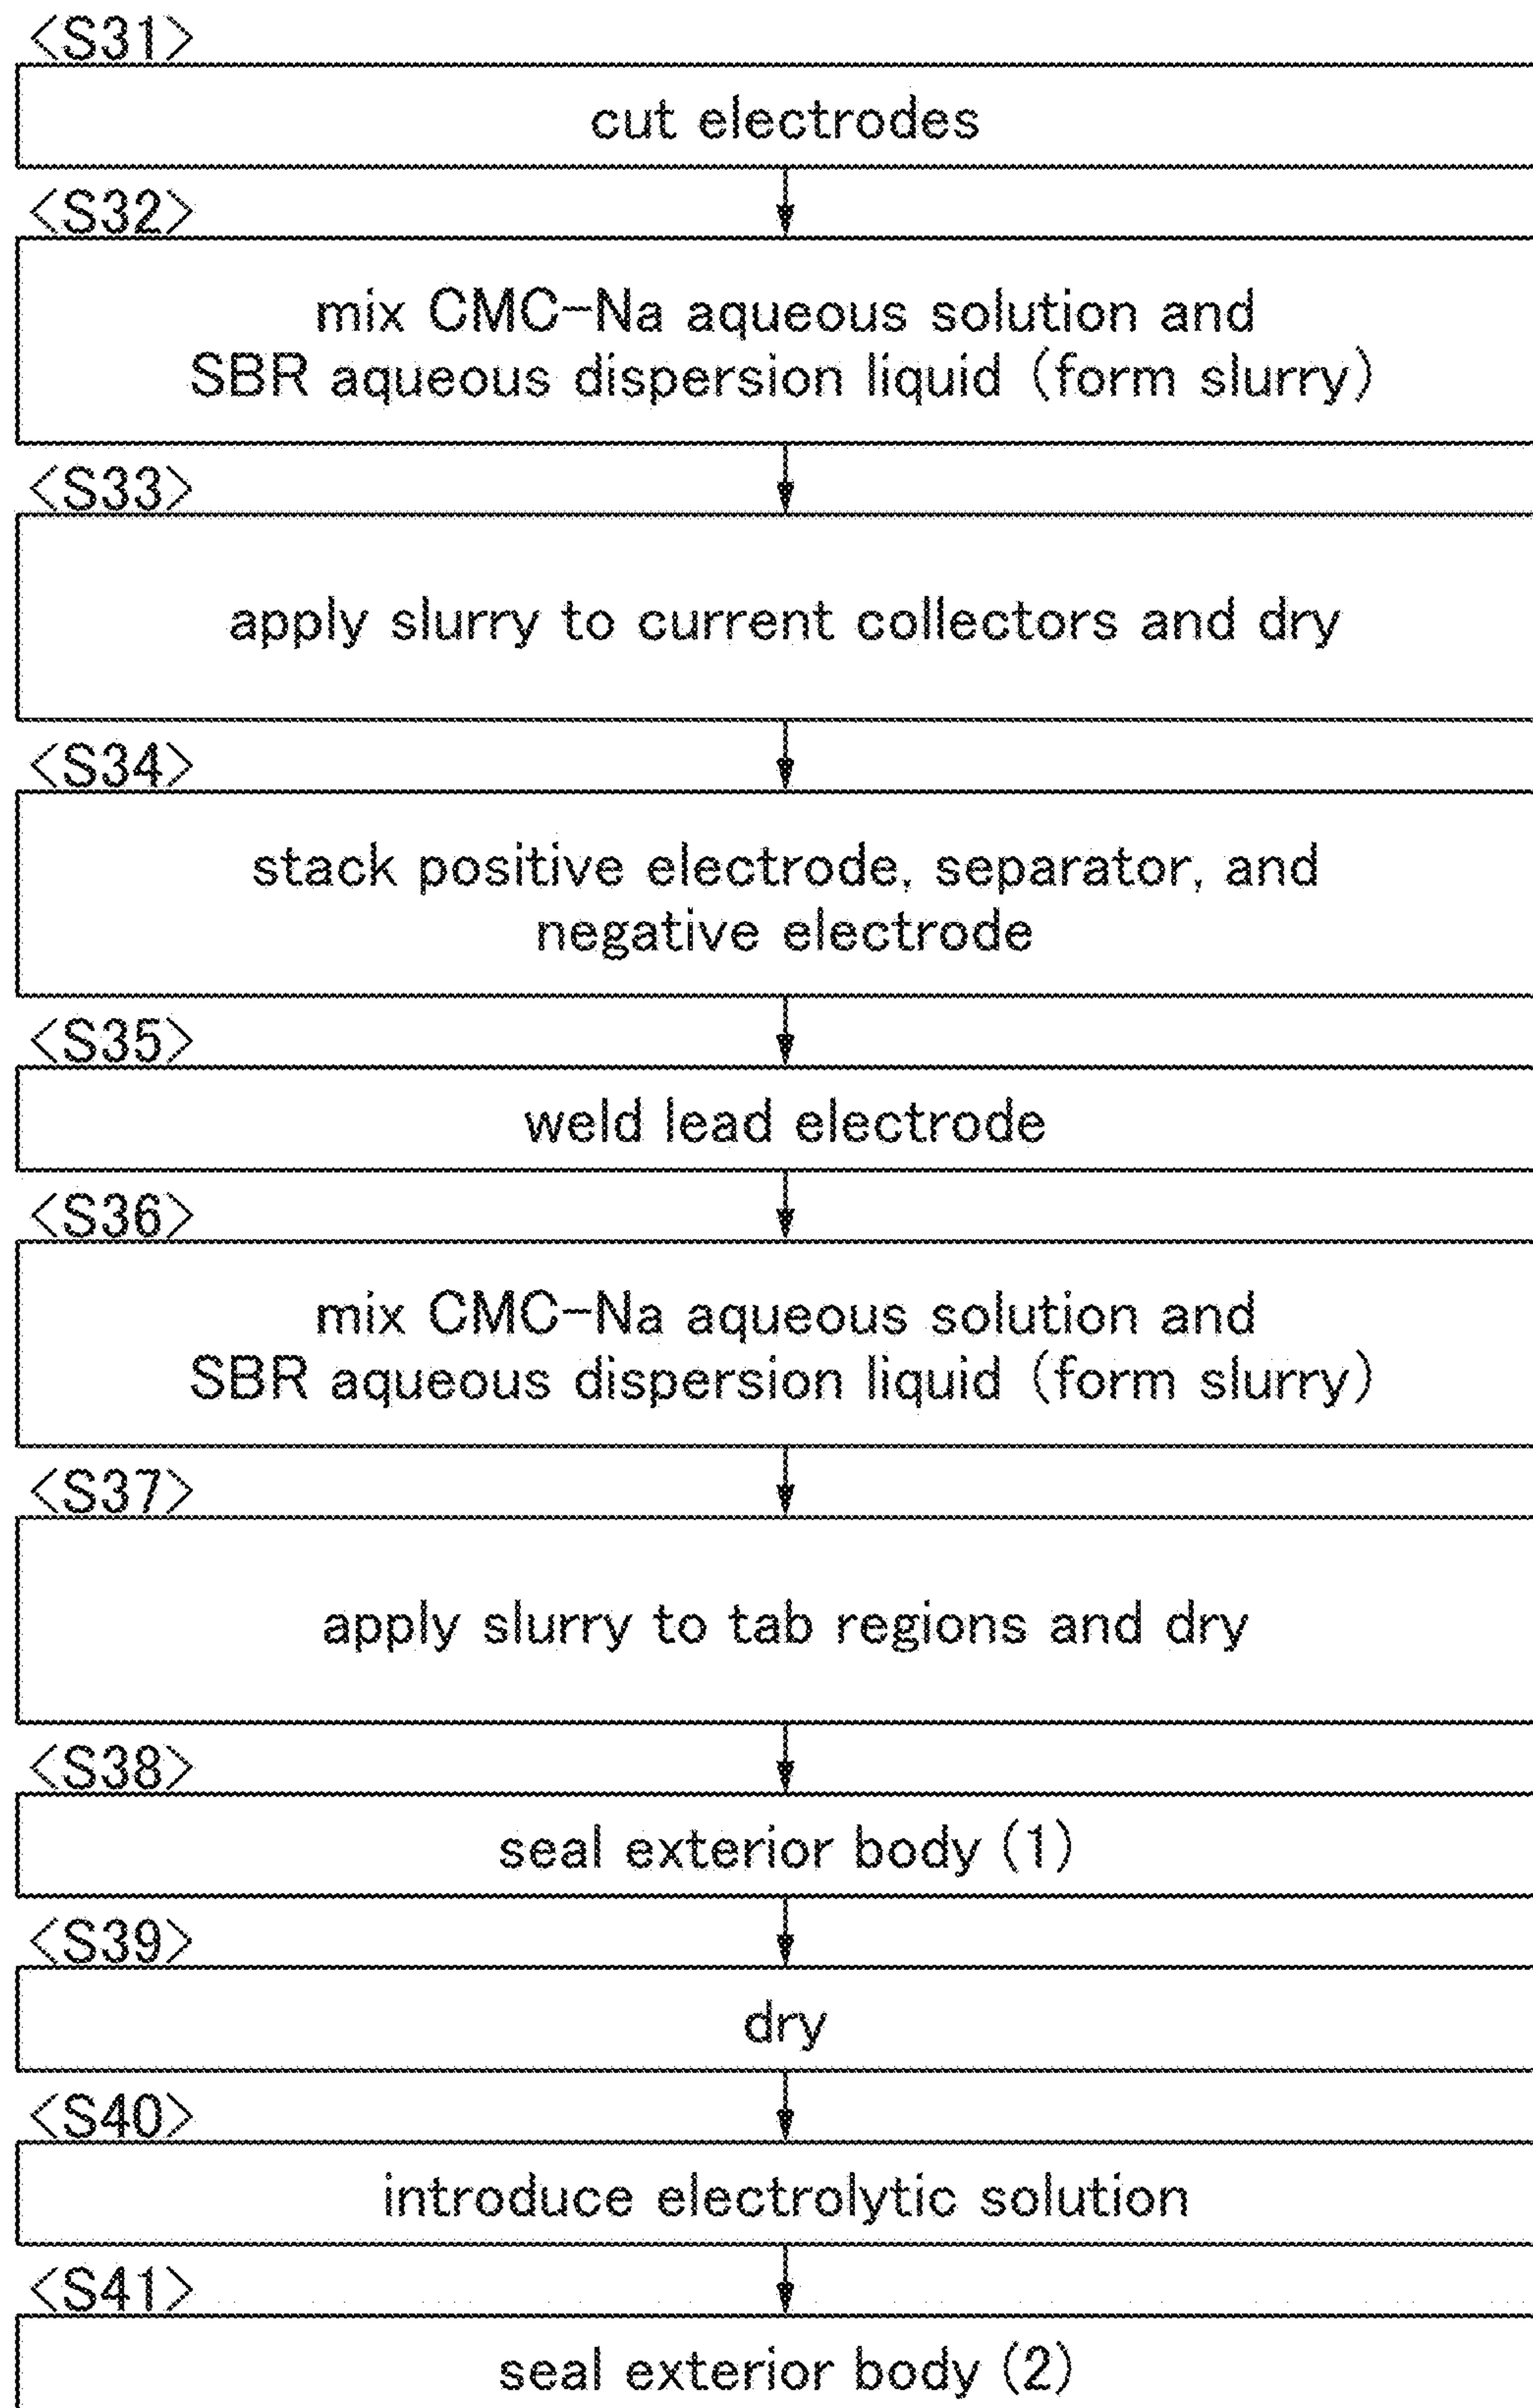 <S31>
cut electrodes
<S32>
mix CMC-Na aqueous solution and
SBR aqueous dispersion liquid (form slurry)
<S33>
apply slurry to current collectors and dry
<S34>
stack positive electrode, separator, and
negative electrode
<S35>
weld lead electrode
<S36>
mix CMC-Na aqueous solution and
SBR aqueous dispersion liquid (form slurry)
<S37>
apply slurry to tab regions and dry
<S38>
seal exterior body (1)
<S39>
dry
<S40>
introduce electrolytic solution
<S41>
seal exterior body (2)